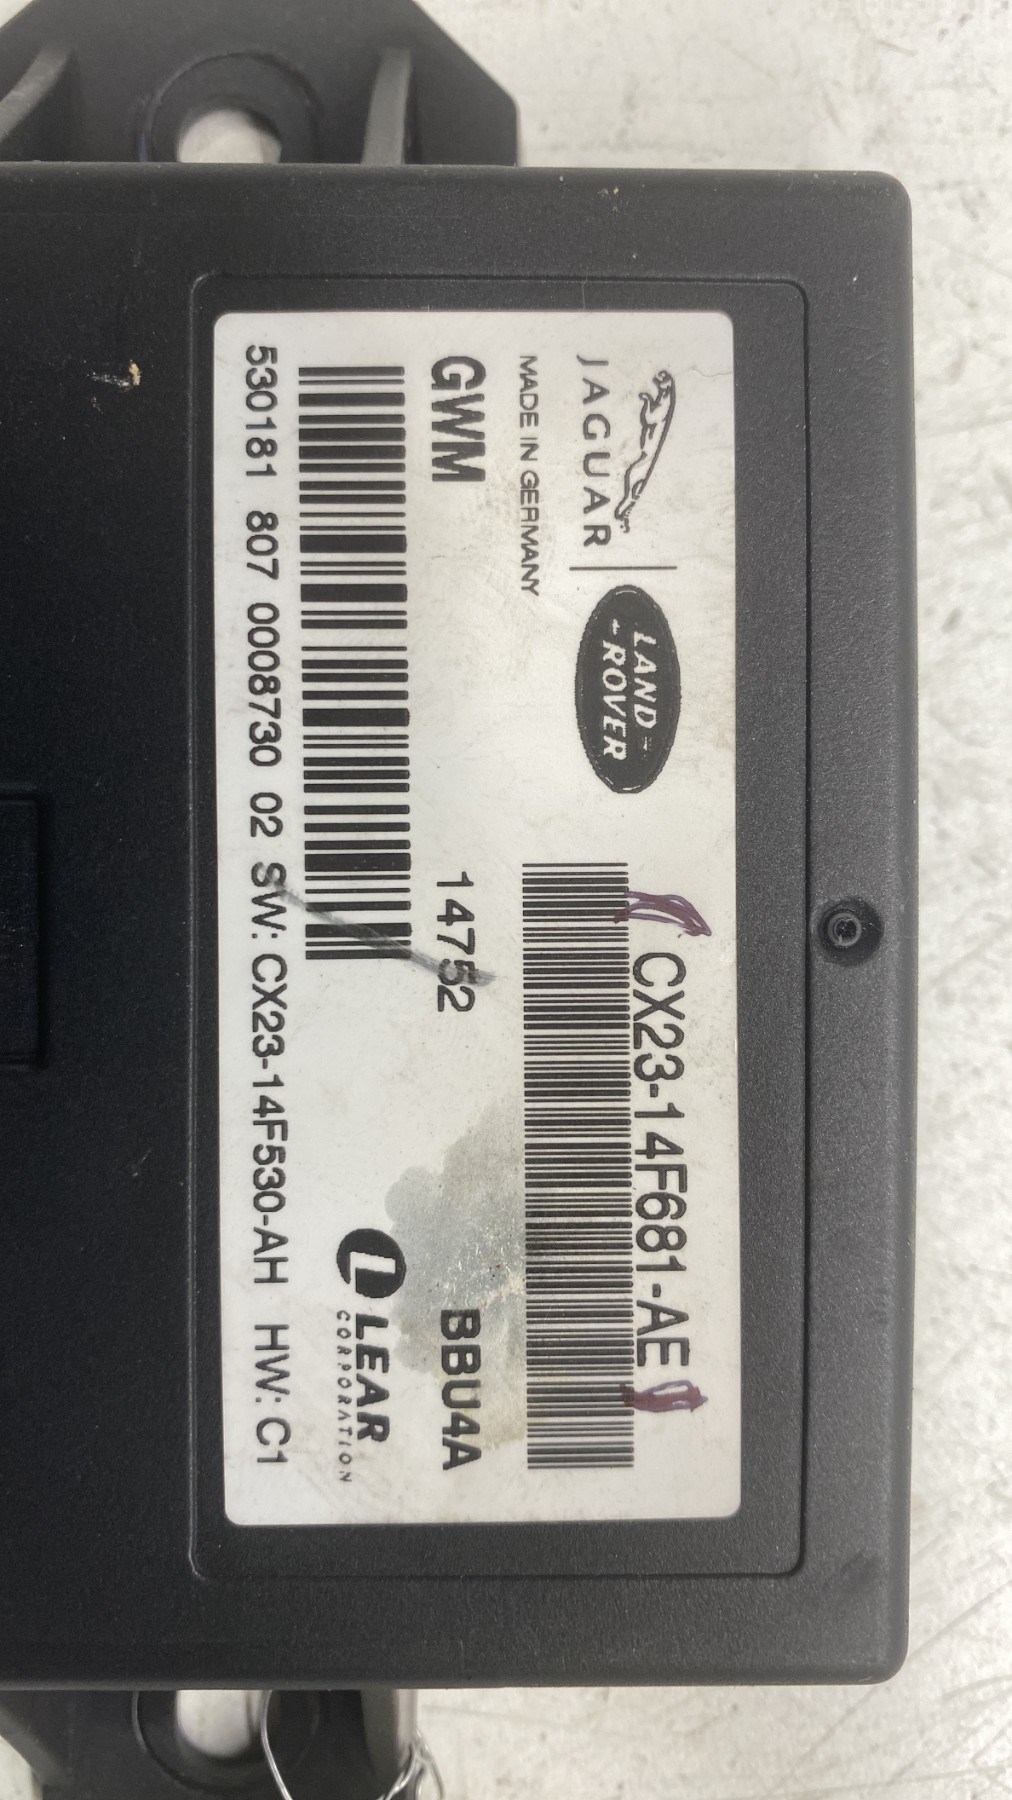 JAGUAR
LAND-
-ROVER
CX23-14F681-AE
MADE IN GERMANY
GWM
14752
BBU4A
LEAR
CORPORATION
530181 807 0008730 02 SW: CX23-14F530-AH HW: C1